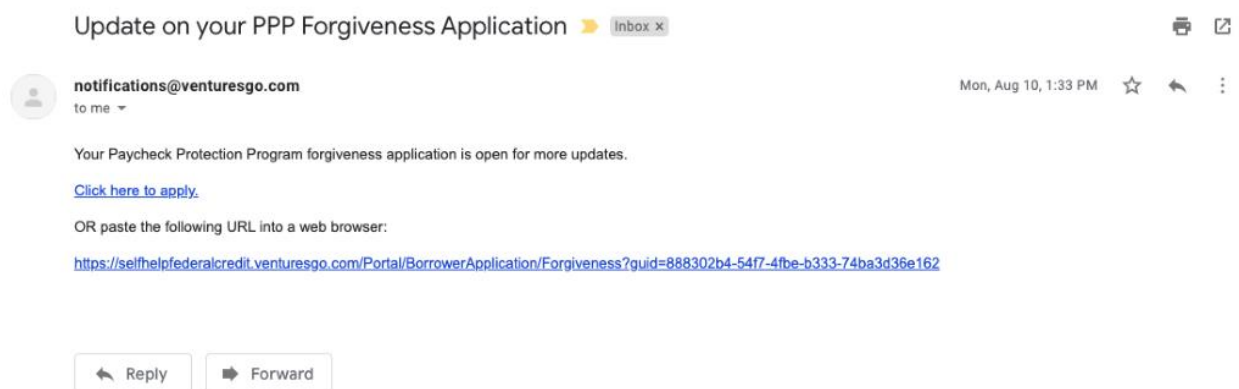 Update on your PPP Forgiveness Application Inbox x
notifications@venturesgo.com Mon, Aug 10, 1:33 PM
to me
Your Paycheck Protection Program forgiveness application is open for more updates.
Click here to apply.
OR paste the following URL into a web browser:
https://selfhelpfederalcredit.venturesgo.com/Portal/BorrowerApplication/Forgiveness?guid=888302b4-54f7-4fbe-b333-74ba3d36e162
Reply Forward